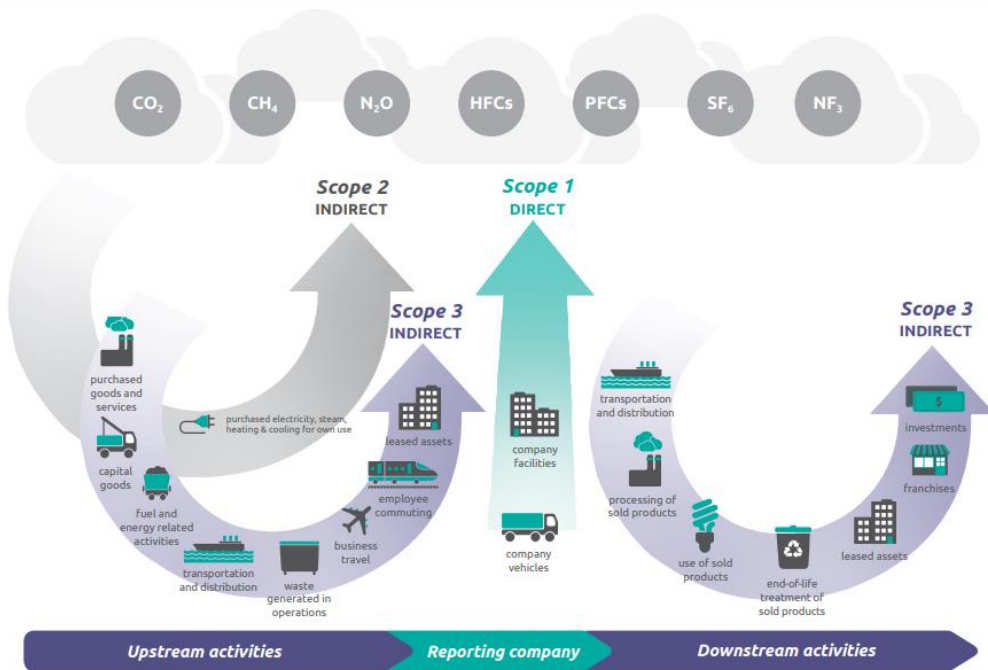 CO₂
CH₄
N₂O
HFCs
PFCs
SF₆
NF₃
Scope 2
INDIRECT
Scope 1
DIRECT
Scope 3
INDIRECT
Scope 3
INDIRECT
purchased
goods and
services
capital
goods
fuel and
energy related
activities
transportation
and distribution
waste
generated in
operations
business
travel
employee
commuting
leased assets
purchased electricity, steam,
heating & cooling for own use
company
facilities
company
vehicles
transportation
and distribution
processing of
sold products
use of sold
products
end-of-life
treatment of
sold products
leased assets
franchises
$
investments
Upstream activities
Reporting company
Downstream activities